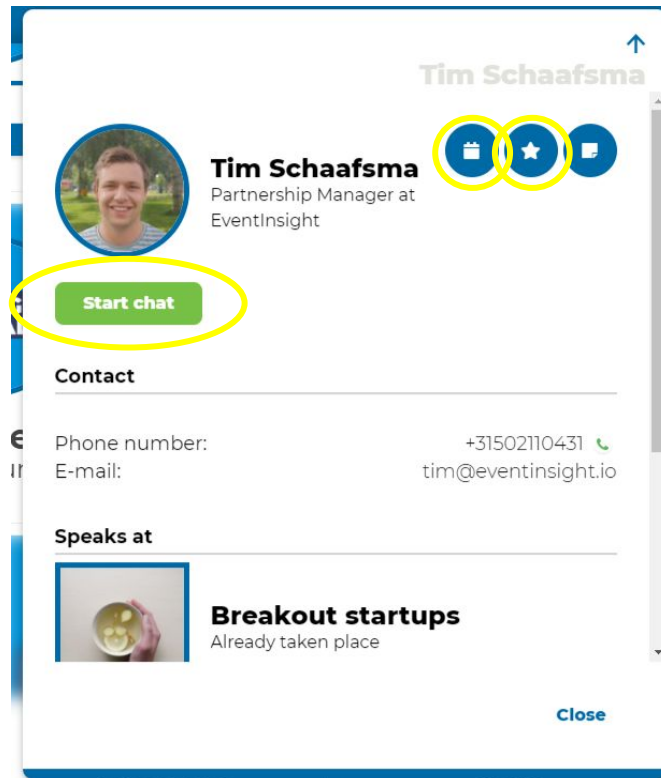 Tim Schaafsma
Tim Schaafsma
Partnership Manager at
EventInsight
Start chat
Contact
Phone number: +31502110431
E-mail: tim@eventinsight.io
Speaks at
Breakout startups
Already taken place
Close